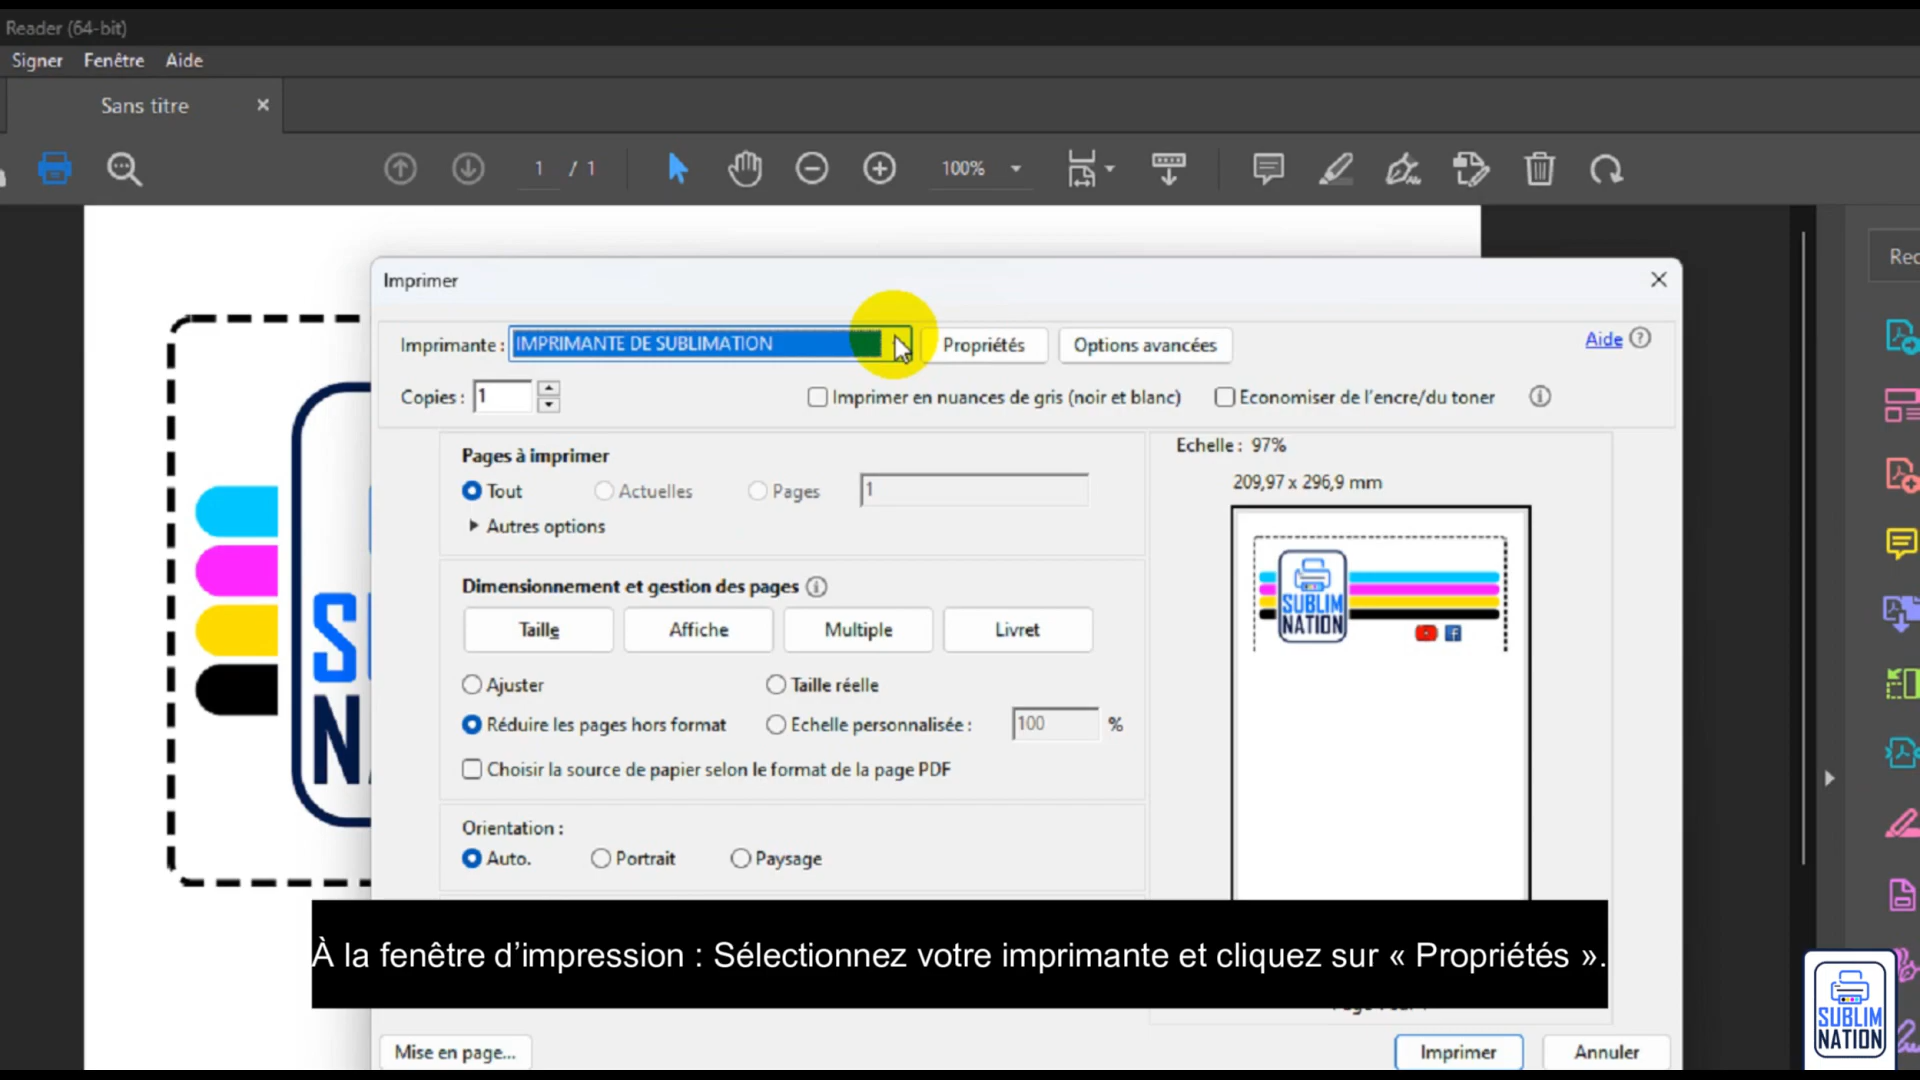 Reader (64-bit)
Signer Fenêtre Aide
Sans titre
1 / 1
100%
Rec
Imprimer
Imprimante : IMPRIMANTE DE SUBLIMATION Propriétés Options avancées Aide
Copies : 1 Imprimer en nuances de gris (noir et blanc) Economiser de l'encre/du toner
Pages à imprimer
Tout Actuelles Pages 1
Autres options
Echelle : 97%
209,97 x 296,9 mm
SUBLIM
NATION
Dimensionnement et gestion des pages
Taille Affiche Multiple Livret
Ajuster Taille réelle
Réduire les pages hors format Echelle personnalisée : 100 %
Choisir la source de papier selon le format de la page PDF
Orientation :
Auto. Portrait Paysage
À la fenêtre d’impression : Sélectionnez votre imprimante et cliquez sur « Propriétés ».
Mise en page... Imprimer Annuler
SUBLIM
NATION